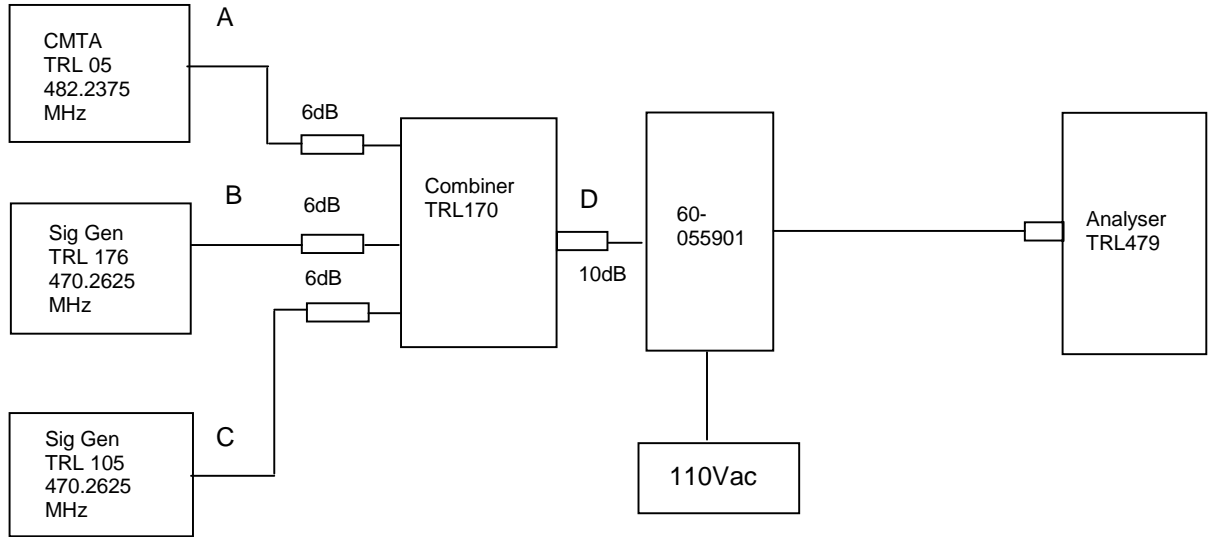 A
CMTA
TRL 05
482.2375
MHz
6dB
B
Sig Gen
TRL 176
470.2625
MHz
6dB
6dB
C
Sig Gen
TRL 105
470.2625
MHz
Combiner
TRL170
D
10dB
60-
055901
110Vac
Analyser
TRL479